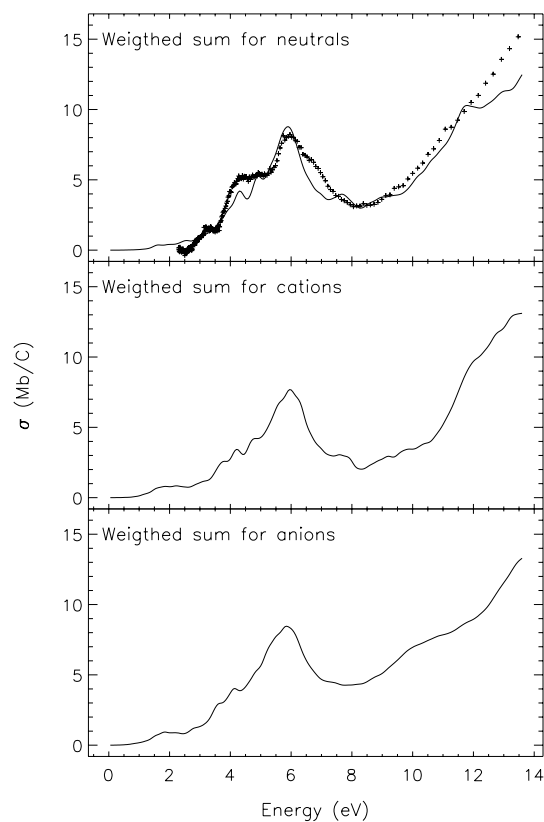 Weigthed sum for neutrals
15
10
5
0
Weigthed sum for cations
15
10
5
0
σ (Mb/C)
Weigthed sum for anions
15
10
5
0
0 2 4 6 8 10 12 14
Energy (eV)